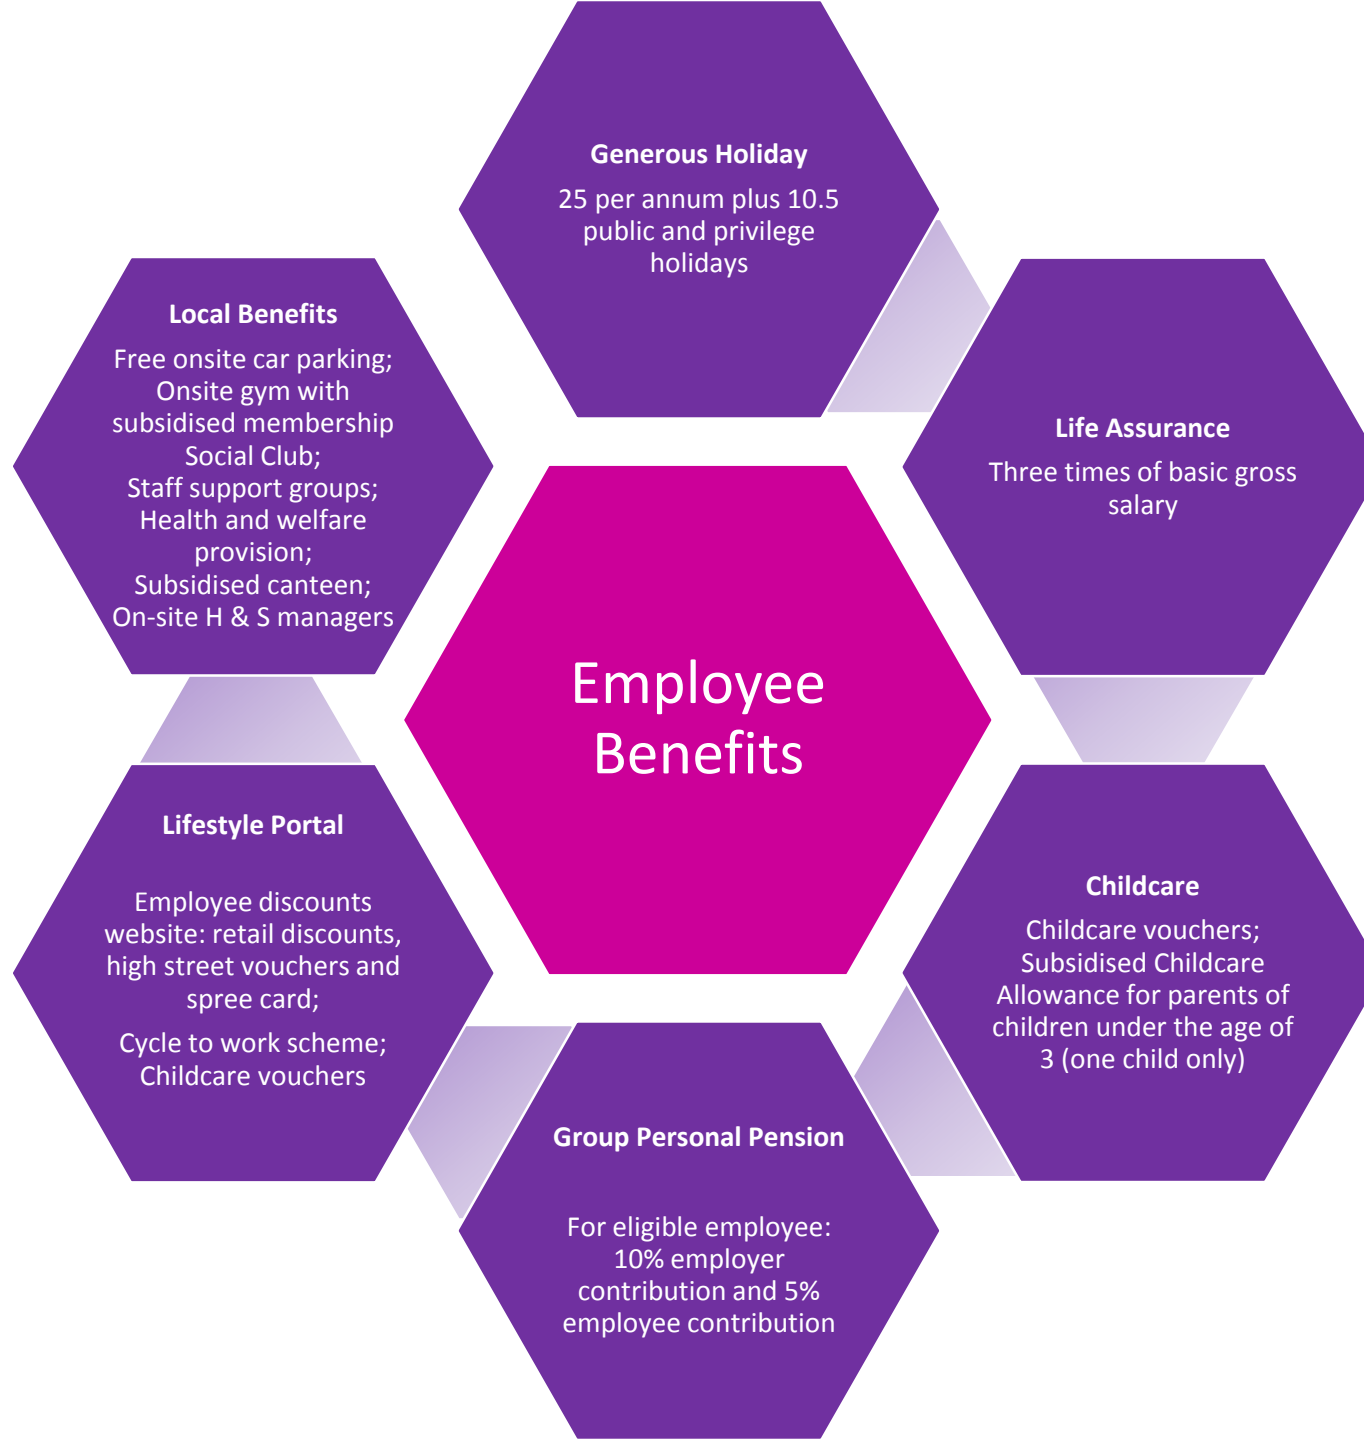 Generous Holiday
25 per annum plus 10.5
public and privilege
holidays
Local Benefits
Free onsite car parking;
Onsite gym with
subsidised membership
Social Club;
Staff support groups;
Health and welfare
provision;
Subsidised canteen;
On-site H & S managers
Life Assurance
Three times of basic gross
salary
Employee
Benefits
Lifestyle Portal
Employee discounts
website: retail discounts,
high street vouchers and
spree card;
Cycle to work scheme;
Childcare vouchers
Childcare
Childcare vouchers;
Subsidised Childcare
Allowance for parents of
children under the age of
3 (one child only)
Group Personal Pension
For eligible employee:
10% employer
contribution and 5%
employee contribution